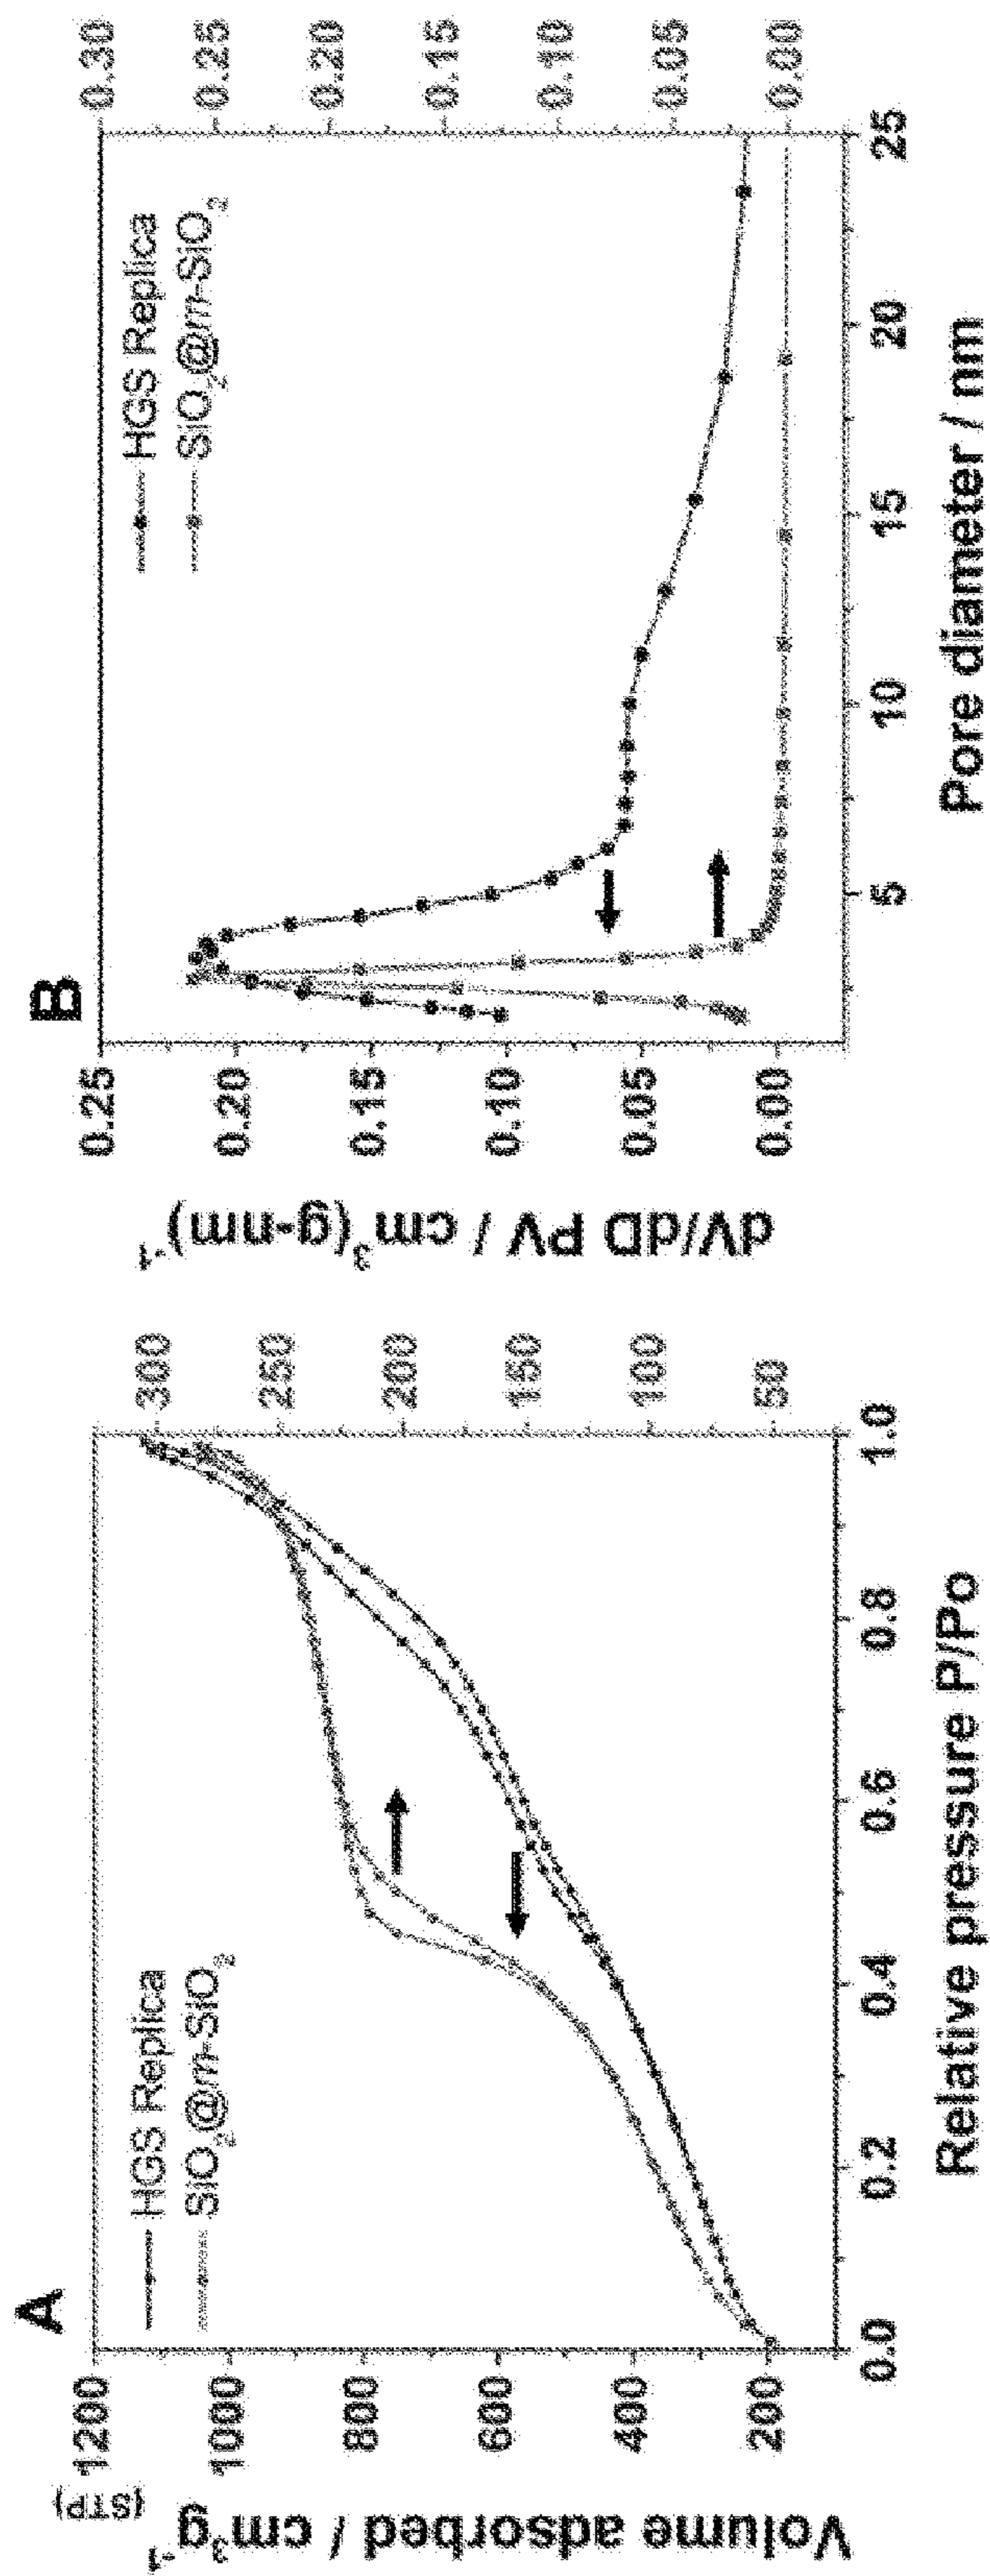 A
HGS Replica
SiO2@m-SiO2
1200
1000
800
600
400
200
300
250
200
150
100
50
0.0 0.2 0.4 0.6 0.8 1.0
Relative pressure P/Po
Volume adsorbed / cm3g-1 (STP)
B
HGS Replica
SiO2@m-SiO2
0.25
0.20
0.15
0.10
0.05
0.00
0.30
0.25
0.20
0.15
0.10
0.05
0.00
5 10 15 20 25
Pore diameter / nm
dV/dD PV / cm3(g-nm)-1